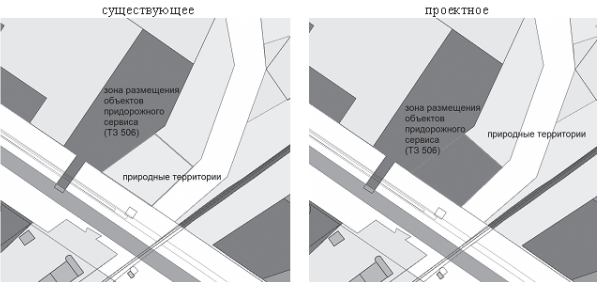 существующее
проектное
зона размещения
объектов
придорожного
сервиса
(ТЗ 506)
природные территории
зона размещения
объектов
придорожного
сервиса
(ТЗ 506)
природные территории